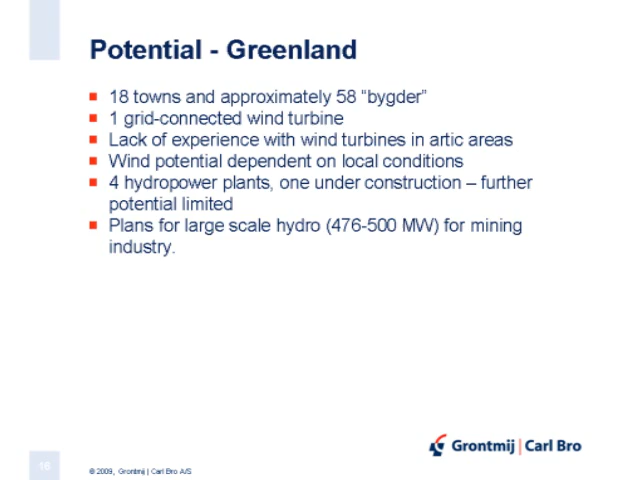 Potential - Greenland
■ 18 towns and approximately 58 “bygder”
■ 1 grid-connected wind turbine
■ Lack of experience with wind turbines in artic areas
■ Wind potential dependent on local conditions
■ 4 hydropower plants, one under construction – further
potential limited
■ Plans for large scale hydro (476-500 MW) for mining
industry.
Grontmij | Carl Bro
16
© 2009, Grontmij | Carl Bro A/S